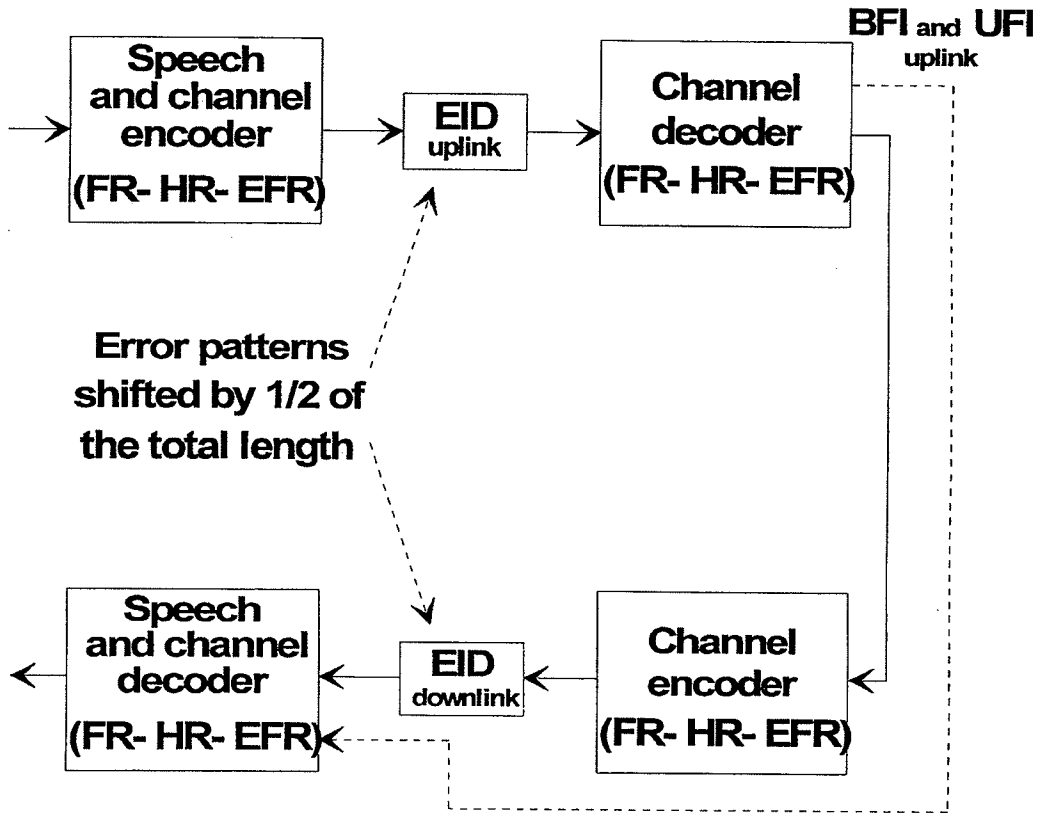 BFI and UFI
uplink
Speech
and channel
encoder
(FR- HR- EFR)
EID
uplink
Channel
decoder
(FR- HR- EFR)
Error patterns
shifted by 1/2 of
the total length
Speech
and channel
decoder
(FR- HR- EFR)
EID
downlink
Channel
encoder
(FR- HR- EFR)